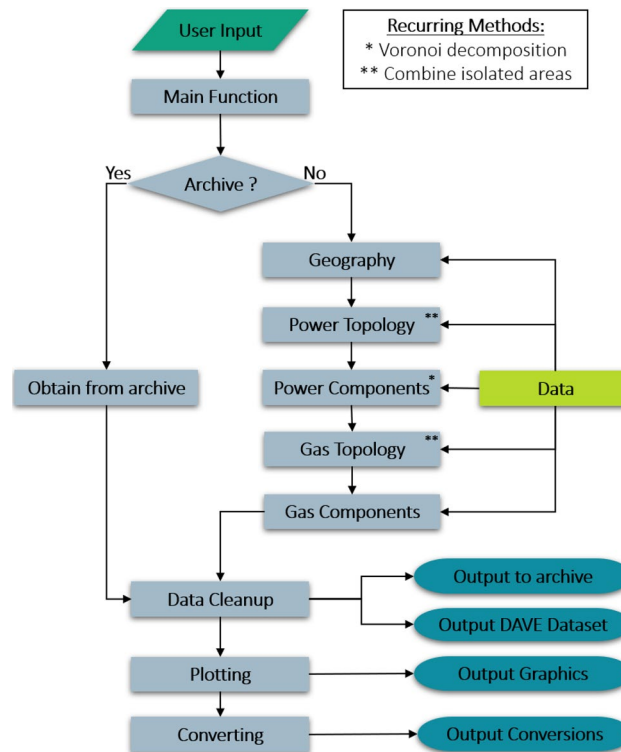 User Input
Recurring Methods:
* Voronoi decomposition
** Combine isolated areas
Main Function
Yes
Archive ?
No
Geography
Power Topology **
Obtain from archive
Power Components *
Data
Gas Topology **
Gas Components
Data Cleanup
Output to archive
Output DAVE Dataset
Plotting
Output Graphics
Converting
Output Conversions